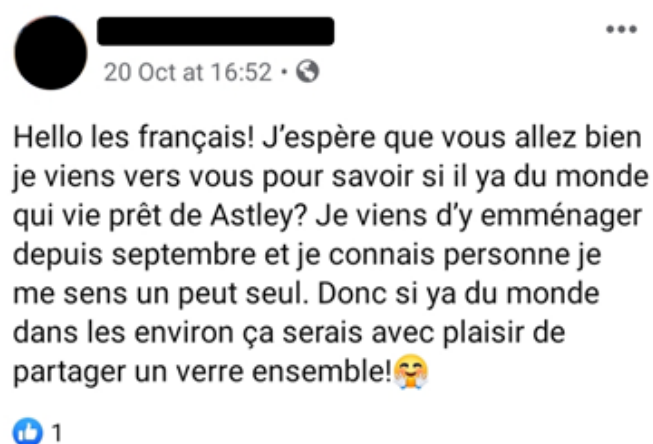 20 Oct at 16:52 •
Hello les français! J'espère que vous allez bien
je viens vers vous pour savoir si il ya du monde
qui vie prêt de Astley? Je viens d'y emménager
depuis septembre et je connais personne je
me sens un peut seul. Donc si ya du monde
dans les environ ça serais avec plaisir de
partager un verre ensemble!🤗
1